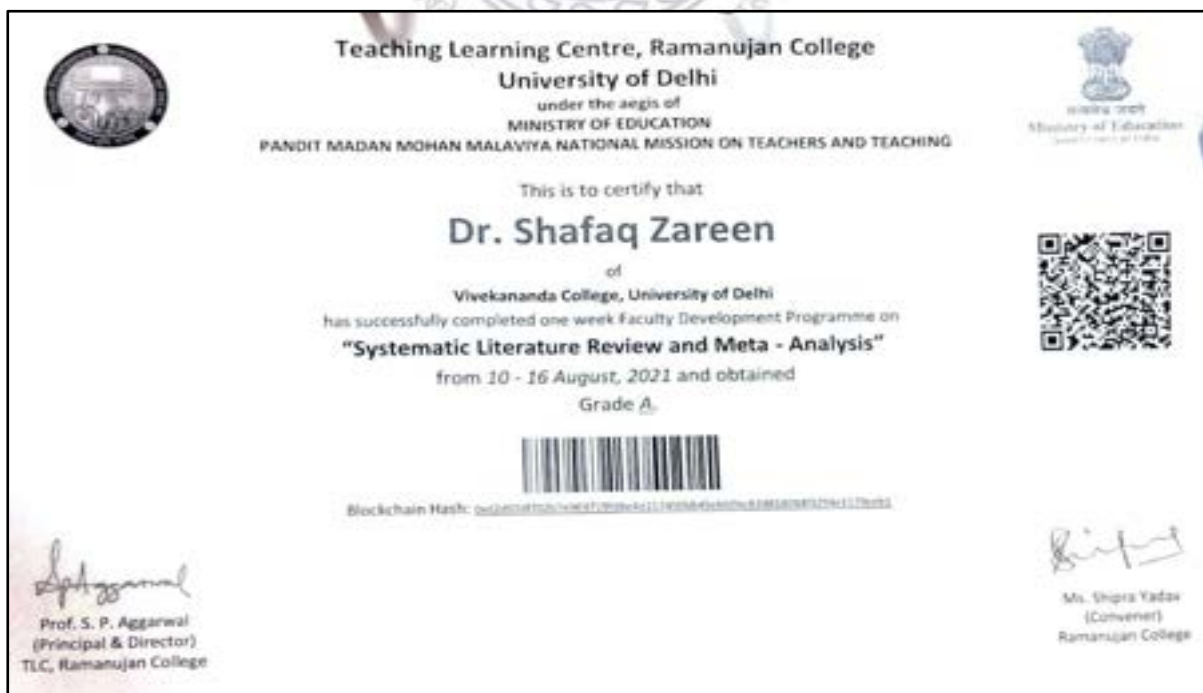 Teaching Learning Centre, Ramanujan College
University of Delhi
under the aegis of
MINISTRY OF EDUCATION
PANDIT MADAN MOHAN MALAVIYA NATIONAL MISSION ON TEACHERS AND TEACHING
Ministry of Education
This is to certify that
Dr. Shafaq Zareen
of
Vivekananda College, University of Delhi
has successfully completed one week Faculty Development Programme on
"Systematic Literature Review and Meta - Analysis"
from 10 - 16 August, 2021 and obtained
Grade A.
Blockchain Hash:
Prof. S. P. Aggarwal
(Principal & Director)
TLC, Ramanujan College
Ms. Shipra Yadav
(Convener)
Ramanujan College